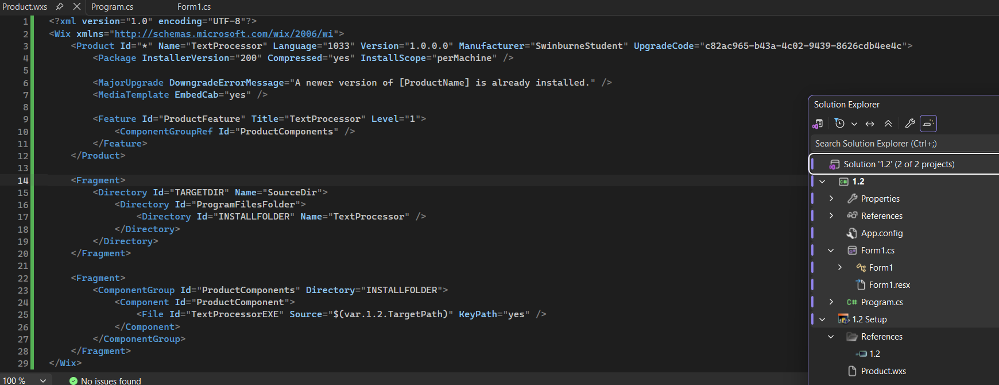 Product.wxs Program.cs Form1.cs
1 <?xml version="1.0" encoding="UTF-8"?>
2 <Wix xmlns="http://schemas.microsoft.com/wix/2006/wi">
3 <Product Id="*" Name="TextProcessor" Language="1033" Version="1.0.0.0" Manufacturer="SwinburneStudent" UpgradeCode="c82ac965-b43a-4c02-9439-8626cdb4ee4c">
4 <Package InstallerVersion="200" Compressed="yes" InstallScope="perMachine" />
5
6 <MajorUpgrade DowngradeErrorMessage="A newer version of [ProductName] is already installed." />
7 <MediaTemplate EmbedCab="yes" />
8
9 <Feature Id="ProductFeature" Title="TextProcessor" Level="1">
10 <ComponentGroupRef Id="ProductComponents" />
11 </Feature>
12 </Product>
13
14 <Fragment>
15 <Directory Id="TARGETDIR" Name="SourceDir">
16 <Directory Id="ProgramFilesFolder">
17 <Directory Id="INSTALLFOLDER" Name="TextProcessor" />
18 </Directory>
19 </Directory>
20 </Fragment>
21
22 <Fragment>
23 <ComponentGroup Id="ProductComponents" Directory="INSTALLFOLDER">
24 <Component Id="ProductComponent">
25 <File Id="TextProcessorEXE" Source="$(var.1.2.TargetPath)" KeyPath="yes" />
26 </Component>
27 </ComponentGroup>
28 </Fragment>
29 </Wix>
100 % No issues found
Solution Explorer
Search Solution Explorer (Ctrl+;)
Solution '1.2' (2 of 2 projects)
C# 1.2
Properties
References
App.config
Form1.cs
Form1
Form1.resx
C# Program.cs
1.2 Setup
References
1.2
Product.wxs